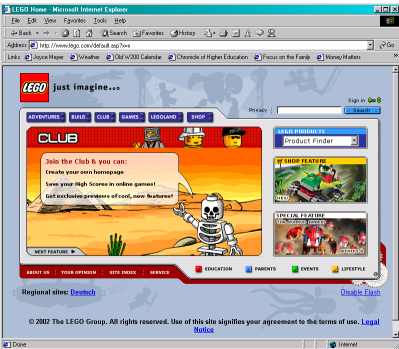 LEGO Home - Microsoft Internet Explorer
File Edit View Favorites Tools Help
Back Search Favorites History
Address http://www.lego.com/default.asp?x=x Go
Links Joyce Meyer Weather Old W200 Calendar Chronicle of Higher Education Focus on the Family Money Matters
LEGO just imagine...
Sign in
Privacy Search
ADVENTURES BUILD CLUB GAMES LEGOLAND SHOP
CLUB
LEGO PRODUCTS
Product Finder
Join the Club & you can:
Create your own homepage
Save your High Scores in online games!
Get exclusive previews of cool, new features!
SHOP FEATURE
SPECIAL FEATURE
NEXT FEATURE
ABOUT US YOUR OPINION SITE INDEX SERVICE
EDUCATION PARENTS EVENTS LIFESTYLE
Regional sites: Deutsch
Disable Flash
© 2002 The LEGO Group. All rights reserved. Use of this site signifies your agreement to the terms of use. Legal
Notice
Done Internet